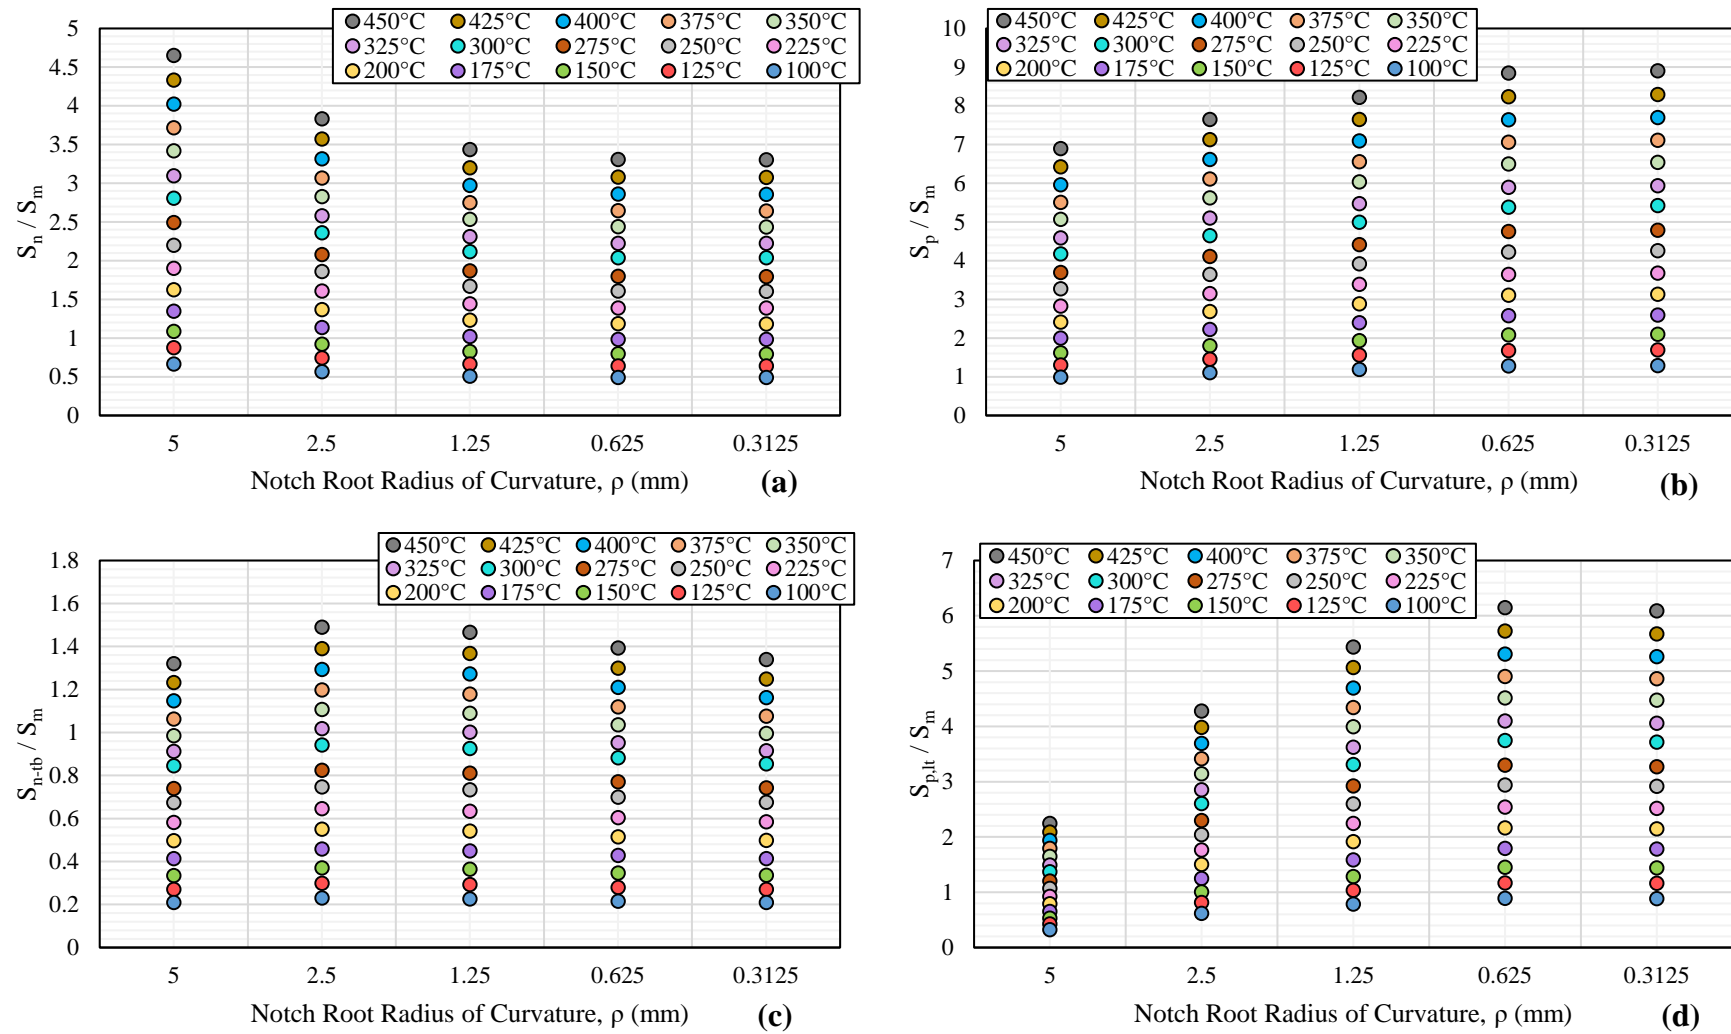 450°C 425°C 400°C 375°C 350°C
325°C 300°C 275°C 250°C 225°C
200°C 175°C 150°C 125°C 100°C
5
4.5
4
3.5
3
2.5
2
1.5
1
0.5
0
S_n / S_m
5 2.5 1.25 0.625 0.3125
Notch Root Radius of Curvature, ρ (mm) (a)
450°C 425°C 400°C 375°C 350°C
325°C 300°C 275°C 250°C 225°C
200°C 175°C 150°C 125°C 100°C
10
9
8
7
6
5
4
3
2
1
0
S_p / S_m
5 2.5 1.25 0.625 0.3125
Notch Root Radius of Curvature, ρ (mm) (b)
450°C 425°C 400°C 375°C 350°C
325°C 300°C 275°C 250°C 225°C
200°C 175°C 150°C 125°C 100°C
1.8
1.6
1.4
1.2
1
0.8
0.6
0.4
0.2
0
S_n-tb / S_m
5 2.5 1.25 0.625 0.3125
Notch Root Radius of Curvature, ρ (mm) (c)
450°C 425°C 400°C 375°C 350°C
325°C 300°C 275°C 250°C 225°C
200°C 175°C 150°C 125°C 100°C
7
6
5
4
3
2
1
0
S_p,lt / S_m
5 2.5 1.25 0.625 0.3125
Notch Root Radius of Curvature, ρ (mm) (d)